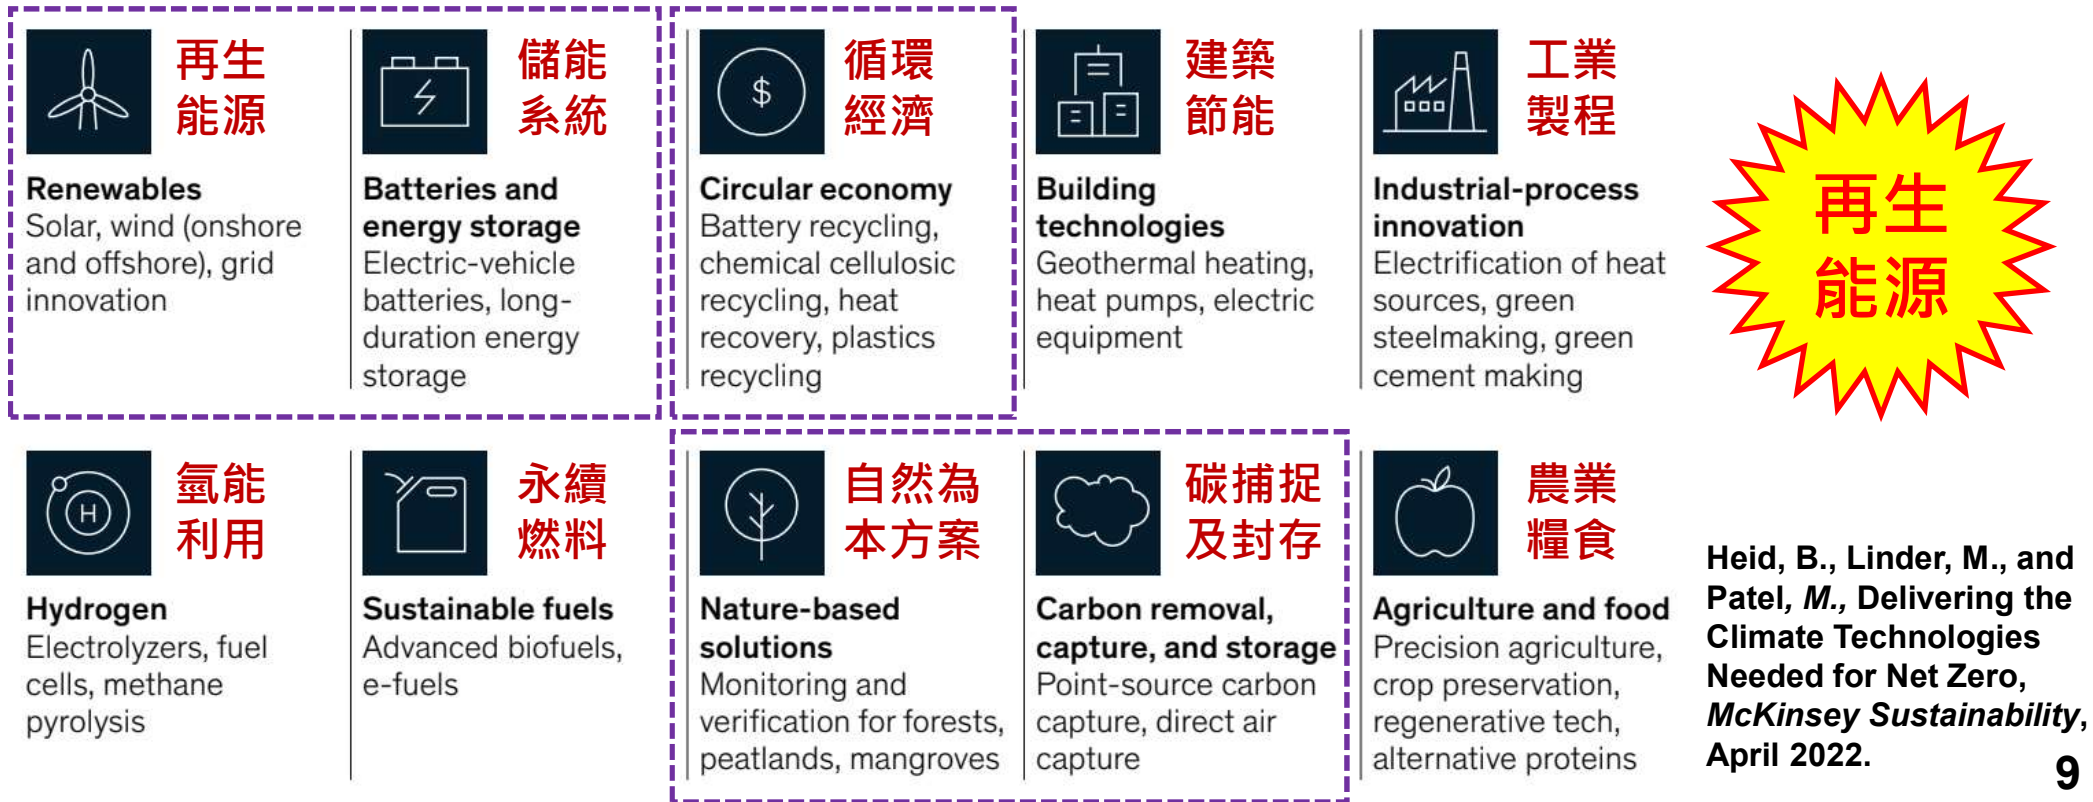 再生
能源
Renewables
Solar, wind (onshore
and offshore), grid
innovation
儲能
系統
Batteries and
energy storage
Electric-vehicle
batteries, long-
duration energy
storage
$
循環
經濟
Circular economy
Battery recycling,
chemical cellulosic
recycling, heat
recovery, plastics
recycling
建築
節能
Building
technologies
Geothermal heating,
heat pumps, electric
equipment
工業
製程
Industrial-process
innovation
Electrification of heat
sources, green
steelmaking, green
cement making
再生
能源
H
氫能
利用
Hydrogen
Electrolyzers, fuel
cells, methane
pyrolysis
永續
燃料
Sustainable fuels
Advanced biofuels,
e-fuels
自然為
本方案
Nature-based
solutions
Monitoring and
verification for forests,
peatlands, mangroves
碳捕捉
及封存
Carbon removal,
capture, and storage
Point-source carbon
capture, direct air
capture
農業
糧食
Agriculture and food
Precision agriculture,
crop preservation,
regenerative tech,
alternative proteins
Heid, B., Linder, M., and
Patel, M., Delivering the
Climate Technologies
Needed for Net Zero,
McKinsey Sustainability,
April 2022.
9